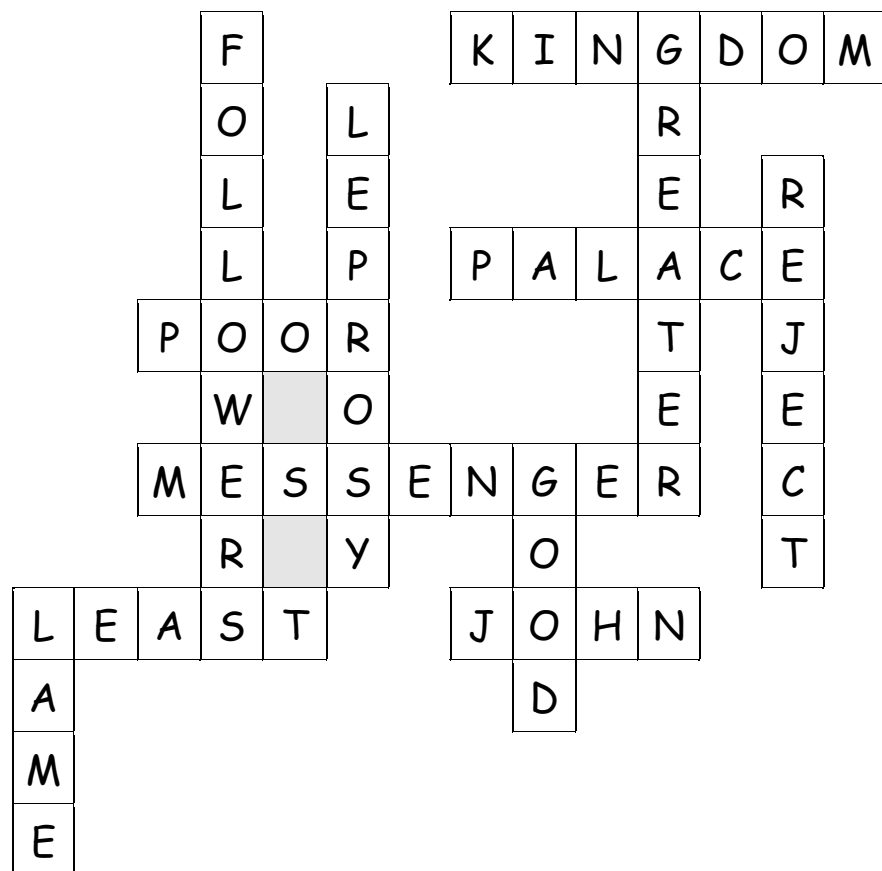 F K I N G D O M
O L R
L E E R
L P P A L A C E
P O O R T J
W O E E
M E S S E N G E R C
R Y O T
L E A S T J O H N
A D
M
E